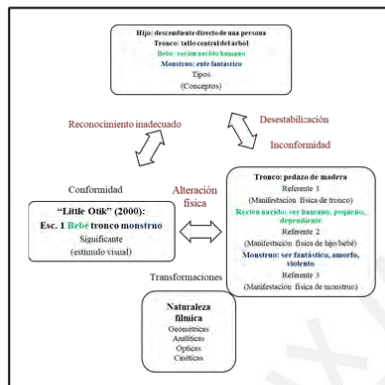 Hijo: descendiente directo de una persona
Tronco: tallo central del árbol
Bebé: recién nacido humano
Monstruo: ente fantástico
Tipos
(Conceptos)
Reconocimiento inadecuado
Desestabilización
Inconformidad
Conformidad
“Little Otik” (2000):
Esc. 1 Bebé tronco monstruo
Significante
(estímulo visual)
Alteración
física
Tronco: pedazo de madera
Referente 1
(Manifestación física de tronco)
Recién nacido: ser humano, pequeño,
dependiente
Referente 2
(Manifestación física de hijo/bebé)
Monstruo: ser fantástico, amorfo,
violento
Referente 3
(Manifestación física de monstruo)
Transformaciones
Naturaleza
fílmica
Geométricas
Analíticas
Ópticas
Cinéticas